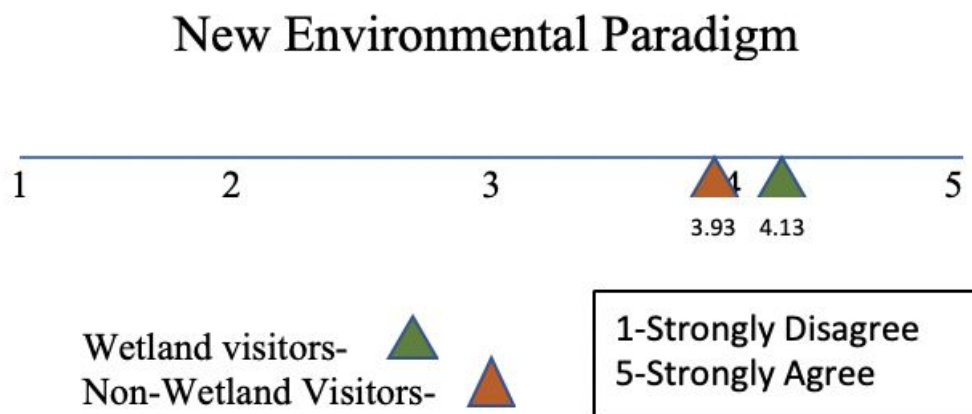 New Environmental Paradigm
1 2 3 4 5
3.93 4.13
Wetland visitors-
Non-Wetland Visitors-
1-Strongly Disagree
5-Strongly Agree